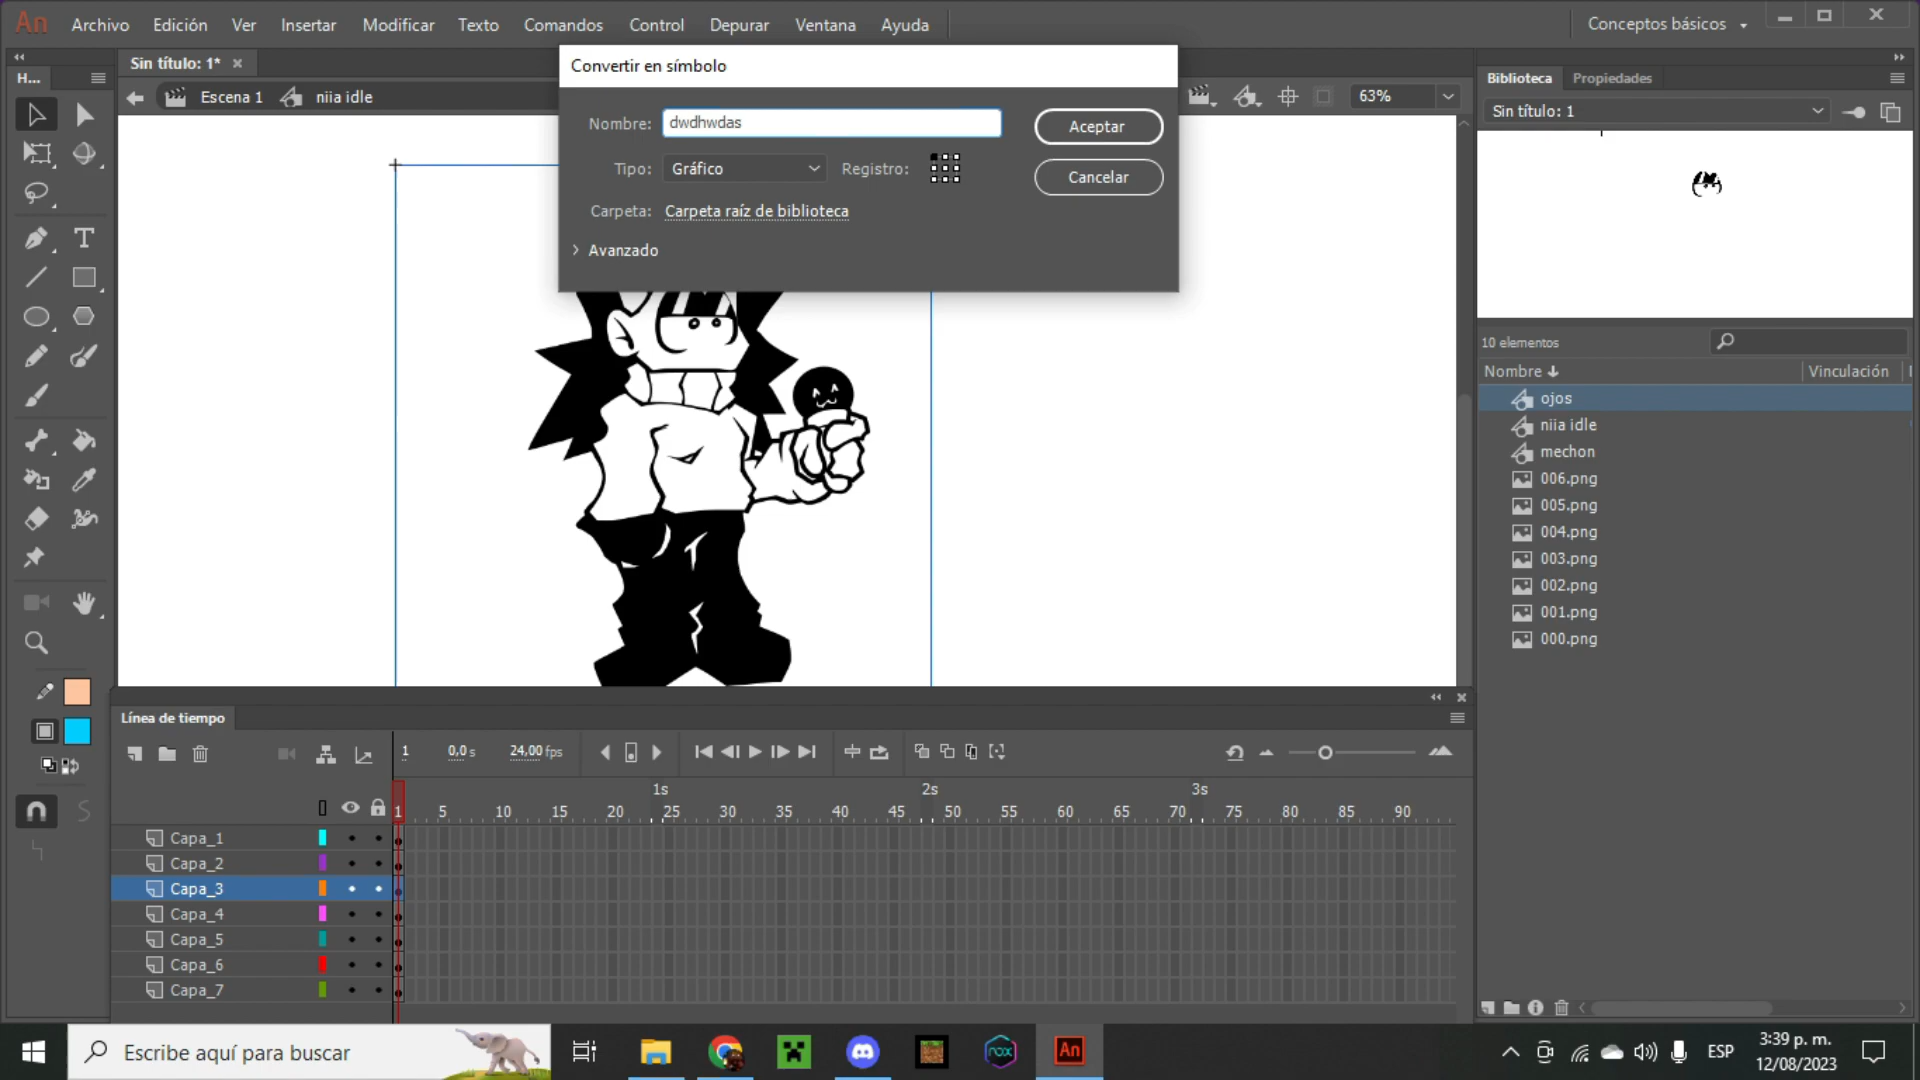 An Archivo Edición Ver Insertar Modificar Texto Comandos Control Depurar Ventana Ayuda Conceptos básicos
H...
Sin título: 1*
Escena 1 niia idle
63%
Convertir en símbolo
Nombre: dwdhwdas
Aceptar
Tipo: Gráfico Registro:
Cancelar
Carpeta: Carpeta raíz de biblioteca
Avanzado
Biblioteca Propiedades
Sin título: 1
10 elementos
Nombre Vinculación
ojos
niia idle
mechon
006.png
005.png
004.png
003.png
002.png
001.png
000.png
Línea de tiempo
1 0,0 s 24,00 fps
1s 2s 3s
1 5 10 15 20 25 30 35 40 45 50 55 60 65 70 75 80 85 90
Capa_1
Capa_2
Capa_3
Capa_4
Capa_5
Capa_6
Capa_7
Escribe aquí para buscar
nox
An
ESP
3:39 p. m.
12/08/2023